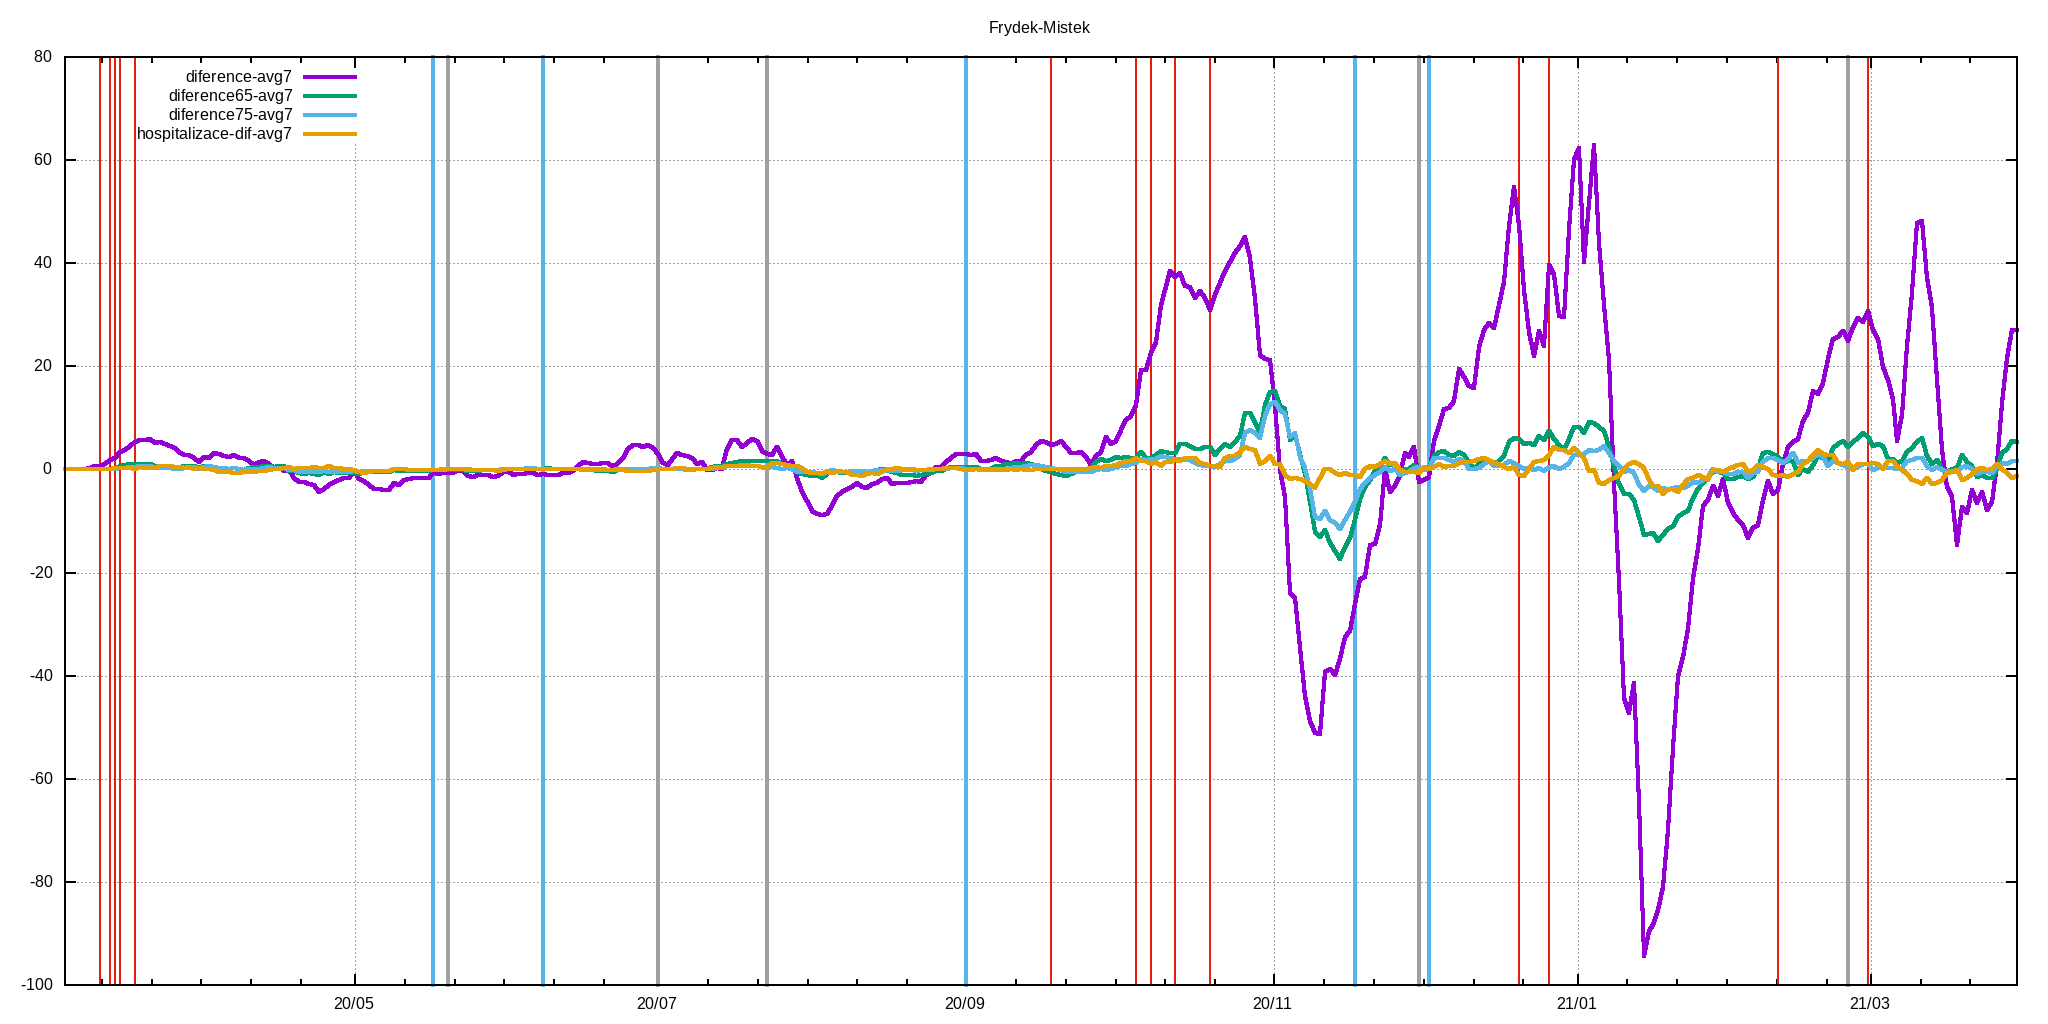 Frydek-Mistek
80
diference-avg7
diference65-avg7
diference75-avg7
hospitalizace-dif-avg7
60
40
20
0
-20
-40
-60
-80
-100
20/05 20/07 20/09 20/11 21/01 21/03